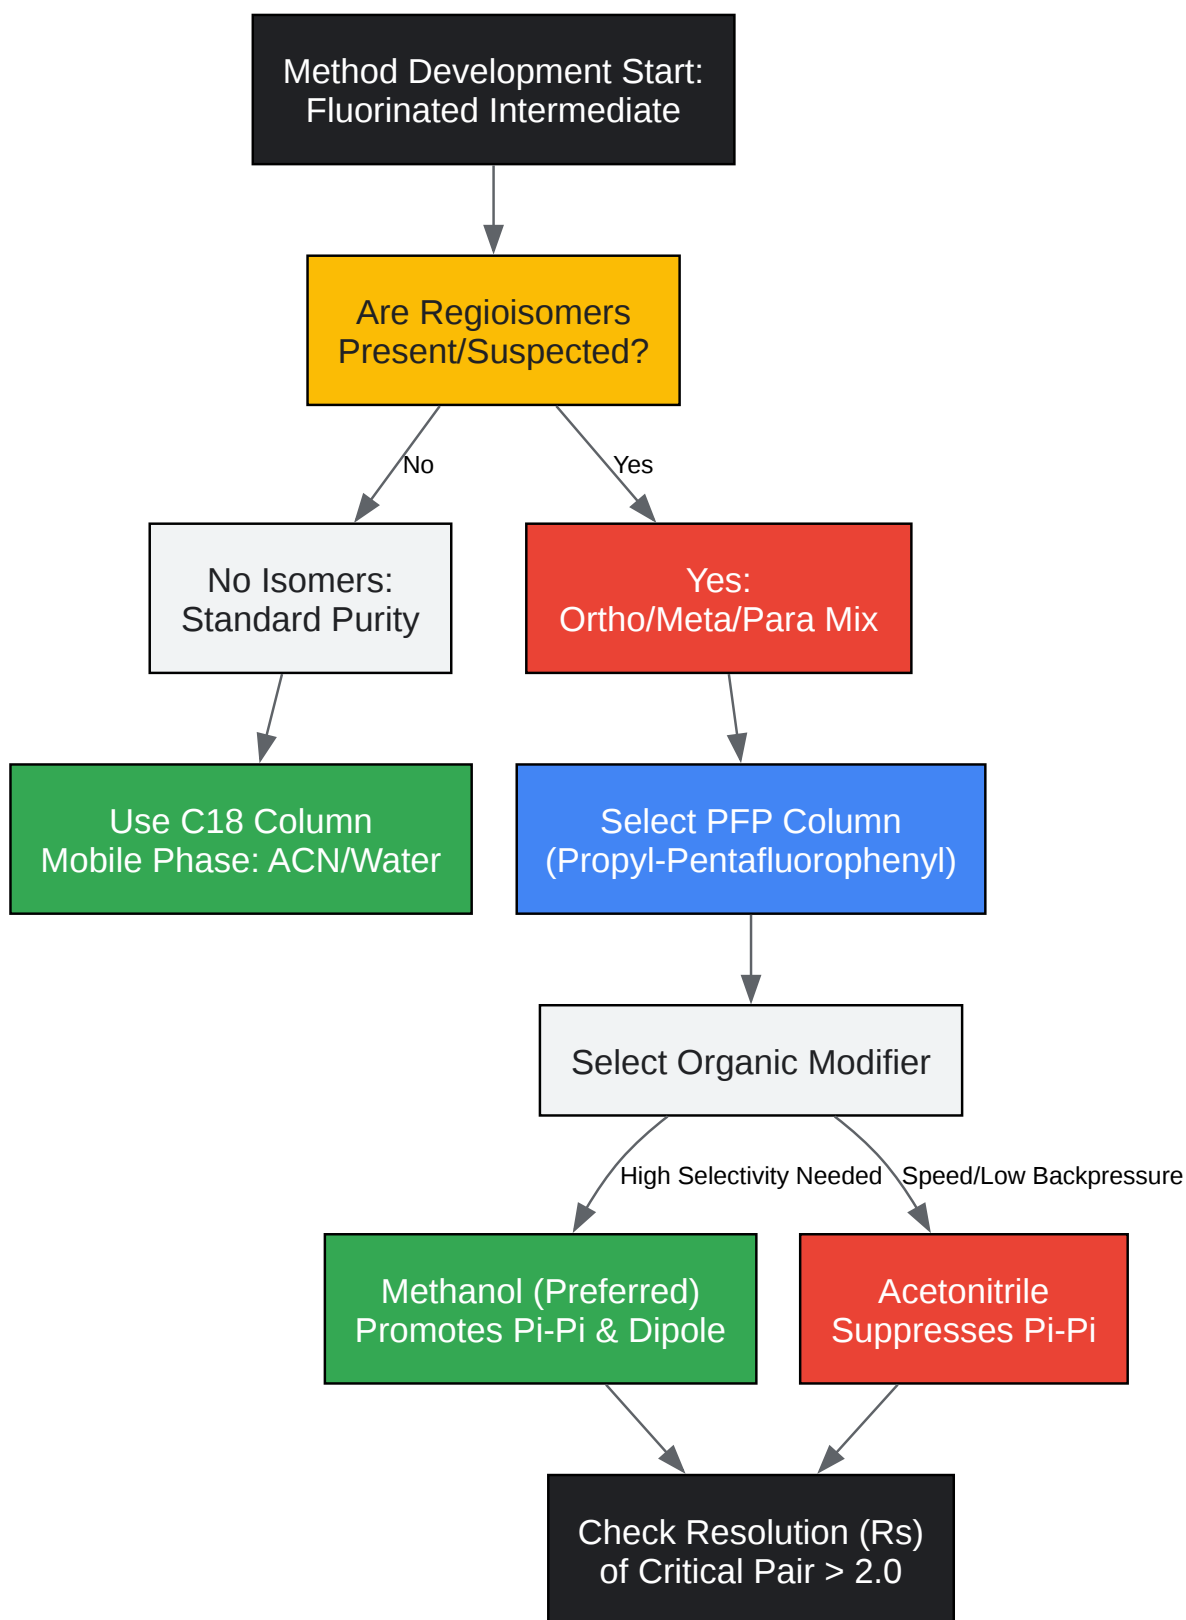 Method Development Start:
Fluorinated Intermediate
Are Regioisomers
Present/Suspected?
No
Yes
No Isomers:
Standard Purity
Yes:
Ortho/Meta/Para Mix
Use C18 Column
Mobile Phase: ACN/Water
Select PFP Column
(Propyl-Pentafluorophenyl)
Select Organic Modifier
High Selectivity Needed
Speed/Low Backpressure
Methanol (Preferred)
Promotes Pi-Pi & Dipole
Acetonitrile
Suppresses Pi-Pi
Check Resolution (Rs)
of Critical Pair > 2.0